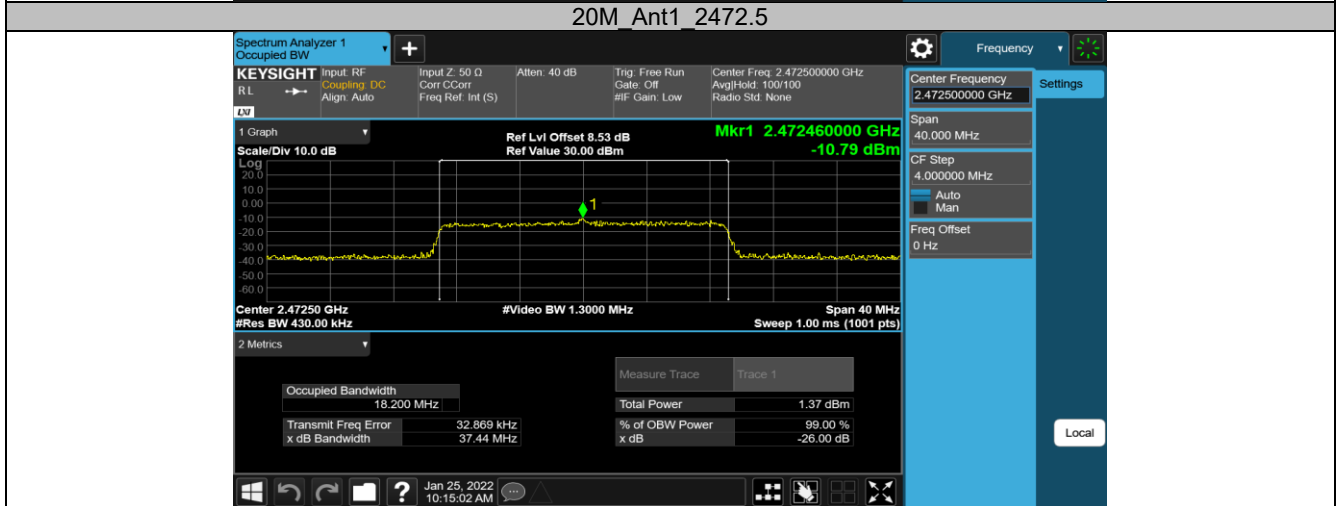 20M_Ant1_2472.5
Spectrum Analyzer 1
Occupied BW
+
Frequency
KEYSIGHT
RL
LXI
Input: RF
Coupling: DC
Align: Auto
Input Z: 50 Ω
Corr CCorr
Freq Ref: Int (S)
Atten: 40 dB
Trig: Free Run
Gate: Off
#IF Gain: Low
Center Freq: 2.472500000 GHz
Avg|Hold: 100/100
Radio Std: None
Center Frequency
2.472500000 GHz
Settings
Span
40.000 MHz
CF Step
4.000000 MHz
Auto
Man
Freq Offset
0 Hz
Local
1 Graph
Scale/Div 10.0 dB
Ref Lvl Offset 8.53 dB
Ref Value 30.00 dBm
Mkr1 2.472460000 GHz
-10.79 dBm
Log
20.0
10.0
0.00
-10.0
-20.0
-30.0
-40.0
-50.0
-60.0
1
Center 2.47250 GHz
#Res BW 430.00 kHz
#Video BW 1.3000 MHz
Span 40 MHz
Sweep 1.00 ms (1001 pts)
2 Metrics
Measure Trace Trace 1
Occupied Bandwidth
18.200 MHz
Total Power 1.37 dBm
Transmit Freq Error 32.869 kHz
% of OBW Power 99.00 %
x dB Bandwidth 37.44 MHz
x dB -26.00 dB
?
Jan 25, 2022
10:15:02 AM